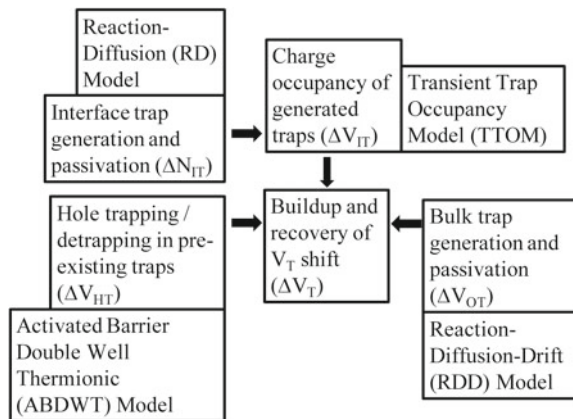 Reaction-
Diffusion (RD)
Model
Interface trap
generation and
passivation (ΔN_IT)
Charge
occupancy of
generated
traps (ΔV_IT)
Transient Trap
Occupancy
Model (TTOM)
Hole trapping /
detrapping in pre-
existing traps
(ΔV_HT)
Activated Barrier
Double Well
Thermionic
(ABDWT) Model
Buildup and
recovery of
V_T shift
(ΔV_T)
Bulk trap
generation and
passivation
(ΔV_OT)
Reaction-
Diffusion-Drift
(RDD) Model